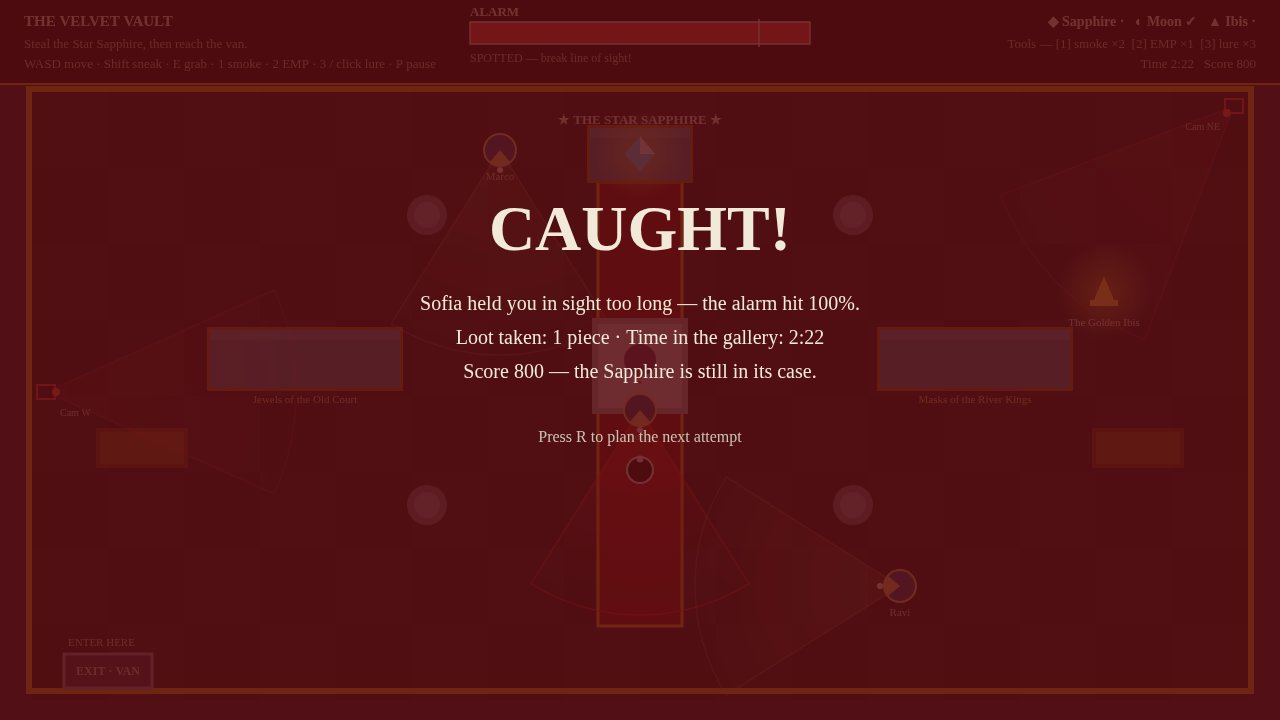 THE VELVET VAULT
Steal the Star Sapphire, then reach the van.
WASD move · Shift sneak · E grab · 1 smoke · 2 EMP · 3 / click lure · P pause
ALARM
SPOTTED — break line of sight!
◆ Sapphire · ◖ Moon ✓ ▲ Ibis ·
Tools — [1] smoke ×2 [2] EMP ×1 [3] lure ×3
Time 2:22 Score 800
★ THE STAR SAPPHIRE ★
Cam NE
Marco
CAUGHT!
Sofia held you in sight too long — the alarm hit 100%.
The Golden Ibis
Loot taken: 1 piece · Time in the gallery: 2:22
Score 800 — the Sapphire is still in its case.
Jewels of the Old Court
Masks of the River Kings
Cam W
Press R to plan the next attempt
Ravi
ENTER HERE
EXIT · VAN